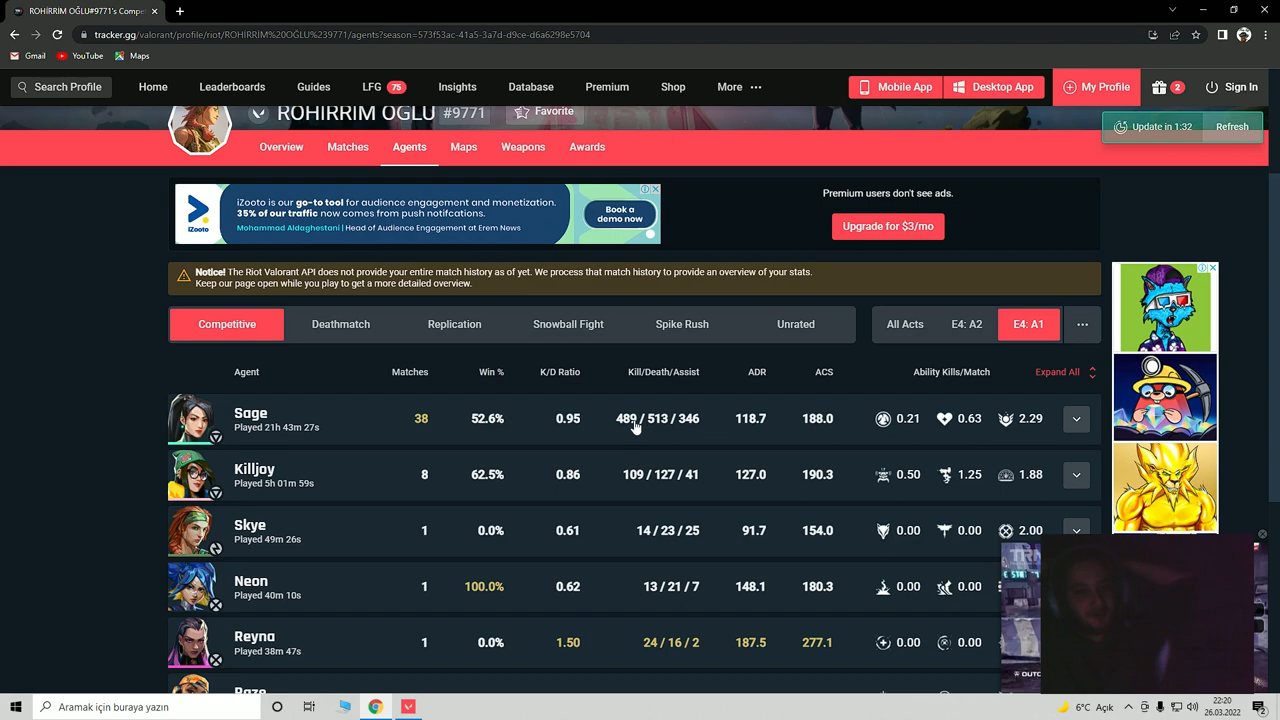 ROHİRRİM OĞLU#9771's Compe
tracker.gg/valorant/profile/riot/ROHİRRİM%20OĞLU%239771/agents?season=573f53ac-41a5-3a7d-d9ce-d6a6298e5704
Gmail YouTube Maps
Search Profile Home Leaderboards Guides LFG 75 Insights Database Premium Shop More ••• Mobile App Desktop App My Profile 2 Sign In
ROHİRRİM OĞLU #9771 Favorite
Update in 1:32 Refresh
Overview Matches Agents Maps Weapons Awards
iZooto
iZooto is our go-to tool for audience engagement and monetization.
35% of our traffic now comes from push notifcations.
Mohammad Aldaghestani | Head of Audience Engagement at Erem News
Book a
demo now
Premium users don't see ads.
Upgrade for $3/mo
Notice! The Riot Valorant API does not provide your entire match history as of yet. We process that match history to provide an overview of your stats.
Keep our page open while you play to get a more detailed overview.
Competitive Deathmatch Replication Snowball Fight Spike Rush Unrated All Acts E4: A2 E4: A1
Agent Matches Win % K/D Ratio Kill/Death/Assist ADR ACS Ability Kills/Match Expand All
Sage 38 52.6% 0.95 489 / 513 / 346 118.7 188.0 0.21 0.63 2.29
Played 21h 43m 27s
Killjoy 8 62.5% 0.86 109 / 127 / 41 127.0 190.3 0.50 1.25 1.88
Played 5h 01m 59s
Skye 1 0.0% 0.61 14 / 23 / 25 91.7 154.0 0.00 0.00 2.00
Played 49m 26s
Neon 1 100.0% 0.62 13 / 21 / 7 148.1 180.3 0.00 0.00
Played 40m 10s
Reyna 1 0.0% 1.50 24 / 16 / 2 187.5 277.1 0.00 0.00
Played 38m 47s
Raze
Aramak için buraya yazın
6°C Açık
22:20
26.03.2022
2